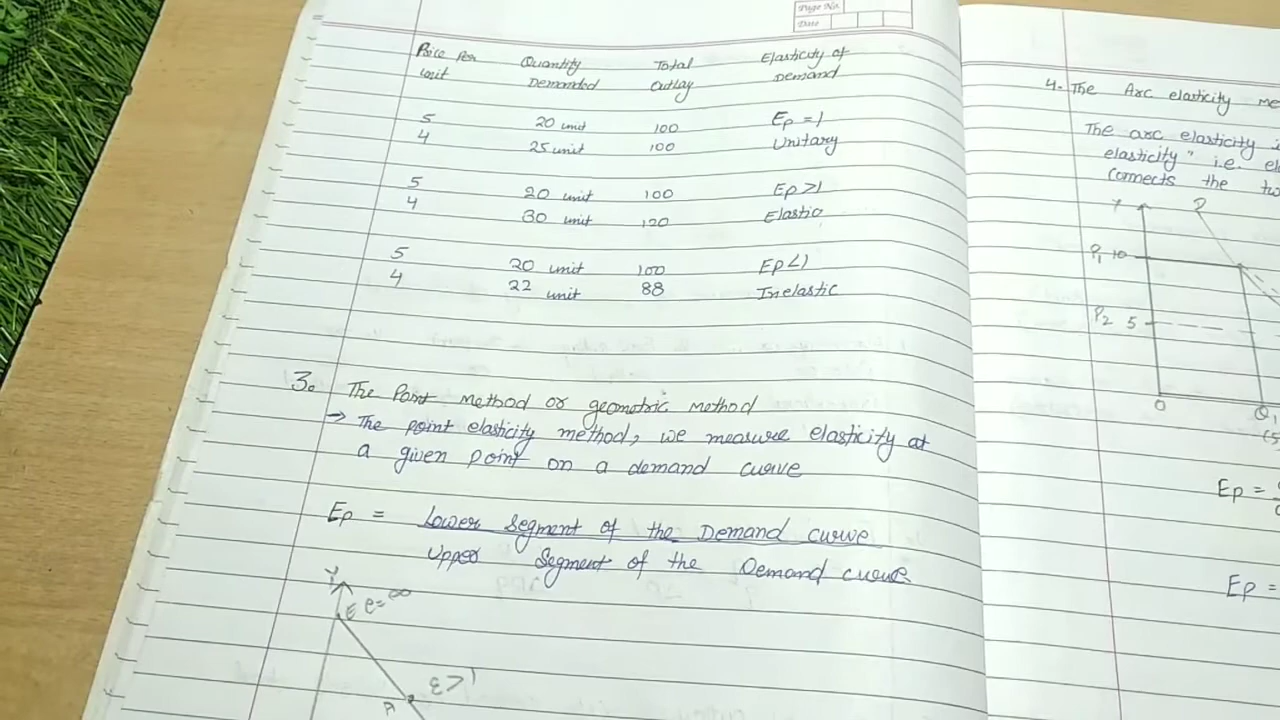 Page No.
Date
Price Per Quantity Total Elasticity of
unit Demanded Outlay Demand
5 20 unit 100 Ep =1
4 25 unit 100 Unitary
5 20 unit 100 Ep >1
4 30 unit 120 Elastic
5 20 unit 100 Ep<1
4 22 unit 88 Inelastic
3. The Point method or geometric method
→ The point elasticity method, we measure elasticity at
a given point on a demand curve
Ep = Lower Segment of the Demand curve
Upper Segment of the Demand curve
Y
E e=∞
A E>1
4. The Arc elasticity
The arc elasticity
elasticity" i.e.
connects the
Y D
P1 10
P2 5
O Q1
Ep =
Ep =